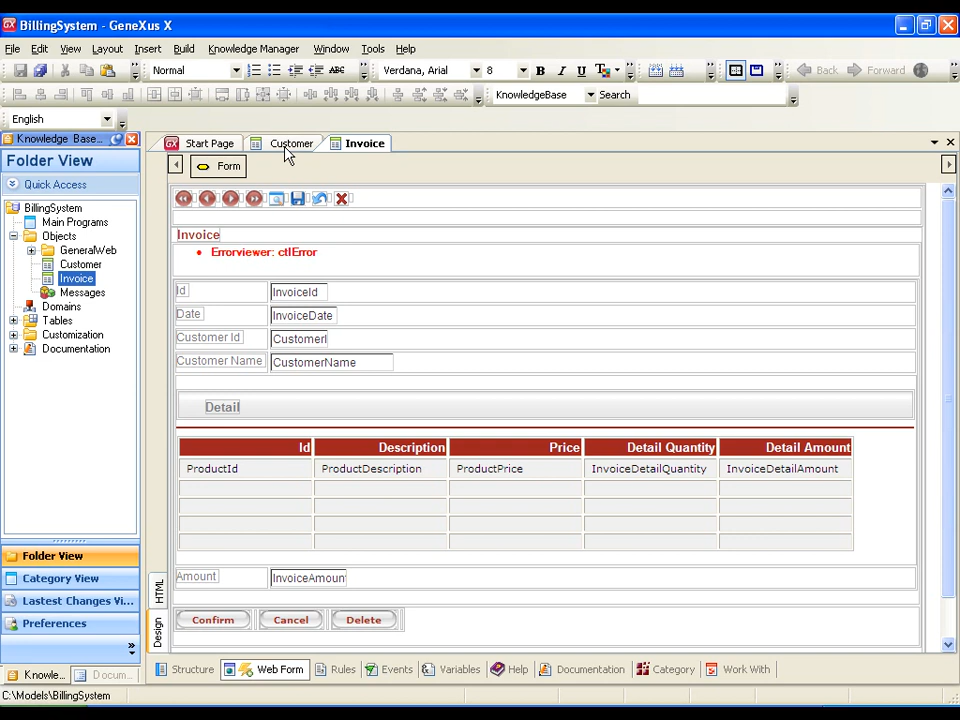 BillingSystem - GeneXus X
File Edit View Layout Insert Build Knowledge Manager Window Tools Help
Normal ABC Verdana, Arial 8 B I U T Back Forward
KnowledgeBase Search
English
Knowledge Base...
Start Page Customer Invoice
Folder View
Form
Quick Access
BillingSystem
Main Programs
Objects
GeneralWeb
Customer
Invoice
Messages
Domains
Tables
Customization
Documentation
Invoice
Errorviewer: ctlError
Id InvoiceId
Date InvoiceDate
Customer Id CustomerI
Customer Name CustomerName
Detail
Id Description Price Detail Quantity Detail Amount
ProductId ProductDescription ProductPrice InvoiceDetailQuantity InvoiceDetailAmount
Amount InvoiceAmoun
Confirm Cancel Delete
HTML
Design
Folder View
Category View
Lastest Changes Vi...
Preferences
Knowle... Docum...
Structure Web Form Rules Events Variables Help Documentation Category Work With
C:\Models\BillingSystem